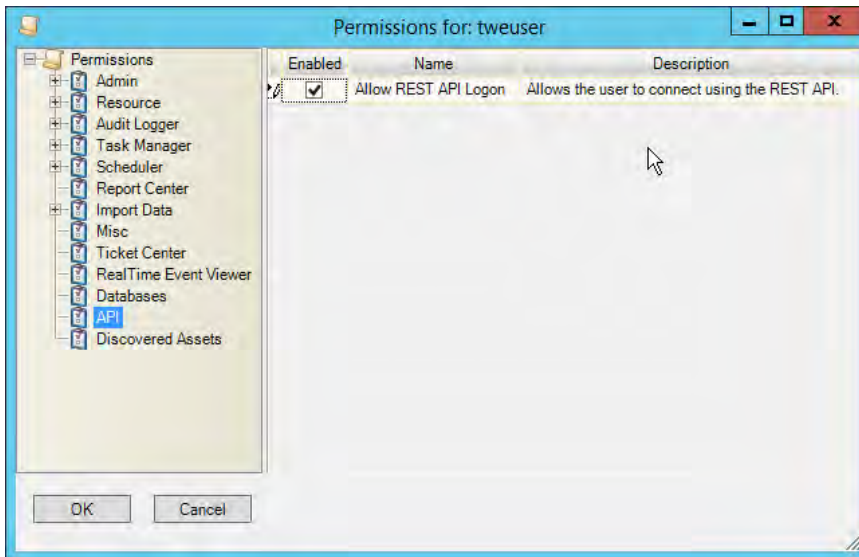 Permissions for: tweuser
Permissions
Admin
Resource
Audit Logger
Task Manager
Scheduler
Report Center
Import Data
Misc
Ticket Center
RealTime Event Viewer
Databases
API
Discovered Assets
Enabled Name Description
Allow REST API Logon Allows the user to connect using the REST API.
OK Cancel